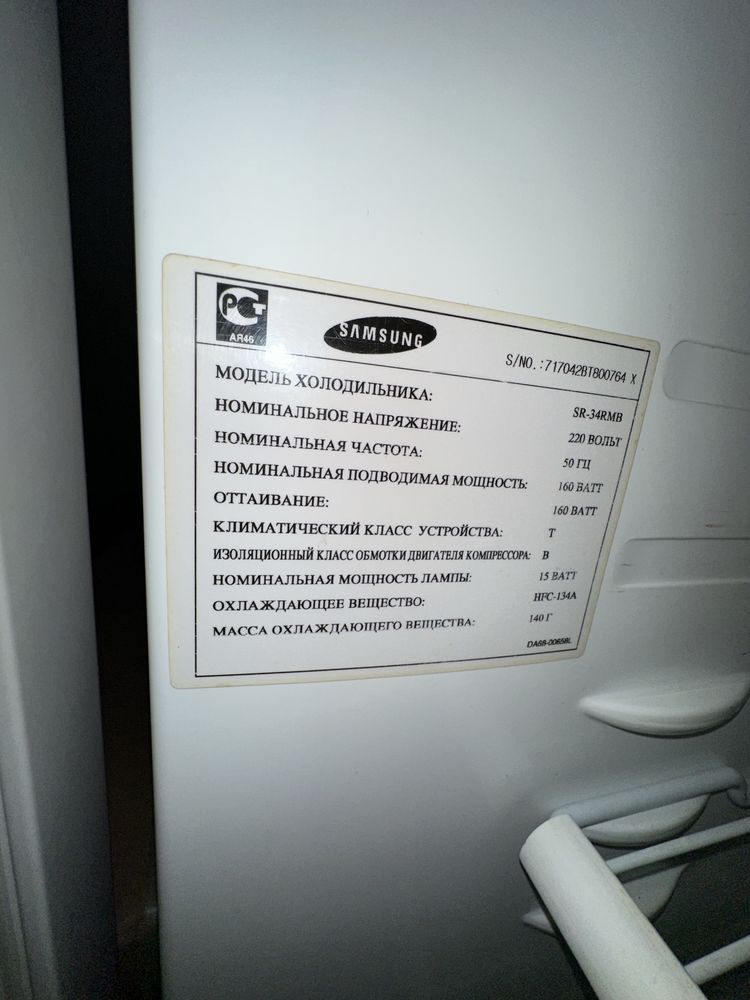 РСТ
АЯ46
SAMSUNG
S/NO.:717042BT800764 X
МОДЕЛЬ ХОЛОДИЛЬНИКА: SR-34RMB
НОМИНАЛЬНОЕ НАПРЯЖЕНИЕ: 220 ВОЛЬТ
НОМИНАЛЬНАЯ ЧАСТОТА: 50 ГЦ
НОМИНАЛЬНАЯ ПОДВОДИМАЯ МОЩНОСТЬ: 160 ВАТТ
ОТТАИВАНИЕ: 160 ВАТТ
КЛИМАТИЧЕСКИЙ КЛАСС УСТРОЙСТВА: T
ИЗОЛЯЦИОННЫЙ КЛАСС ОБМОТКИ ДВИГАТЕЛЯ КОМПРЕССОРА: B
НОМИНАЛЬНАЯ МОЩНОСТЬ ЛАМПЫ: 15 ВАТТ
ОХЛАЖДАЮЩЕЕ ВЕЩЕСТВО: HFC-134A
МАССА ОХЛАЖДАЮЩЕГО ВЕЩЕСТВА: 140 Г
DA68-00658L